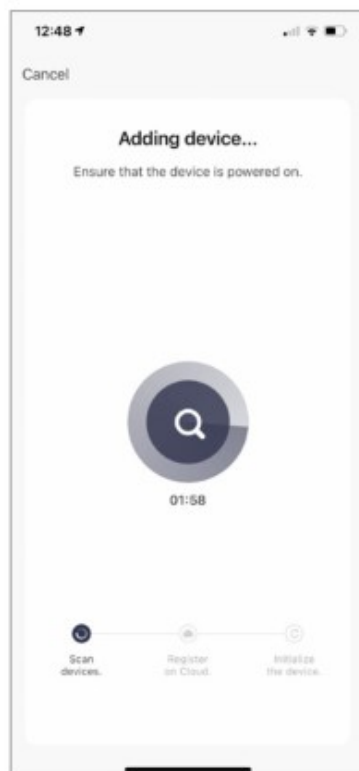 12:48
Cancel
Adding device...
Ensure that the device is powered on.
01:58
Scan
devices.
Register
on Cloud.
Initialize
the device.